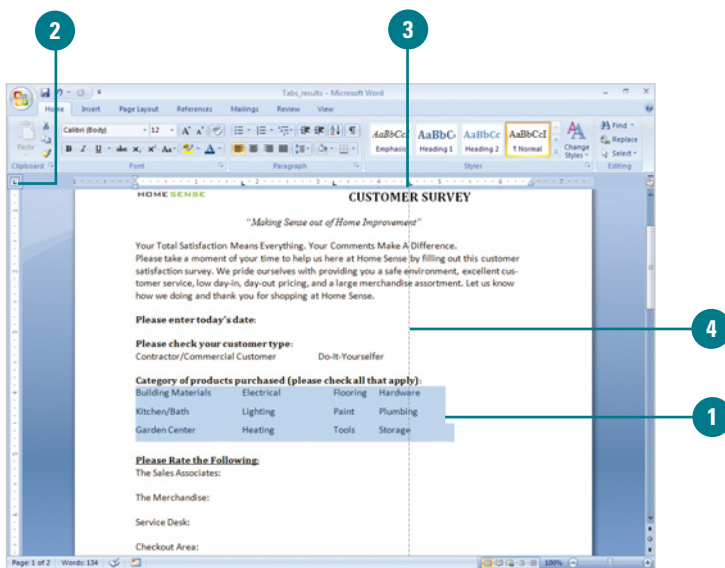 2
3
Tabs_results - Microsoft Word
Home Insert Page Layout References Mailings Review View
Calibri (Body) 12
Paste
AaBbCc AaBbC AaBbCc AaBbCcI
Emphasis Heading 1 Heading 2 ¶ Normal
Change Styles
Find
Replace
Select
Clipboard Font Paragraph Styles Editing
HOME SENSE
CUSTOMER SURVEY
"Making Sense out of Home Improvement"
Your Total Satisfaction Means Everything. Your Comments Make A Difference.
Please take a moment of your time to help us here at Home Sense by filling out this customer
satisfaction survey. We pride ourselves with providing you a safe environment, excellent cus-
tomer service, low day-in, day-out pricing, and a large merchandise assortment. Let us know
how we doing and thank you for shopping at Home Sense.
Please enter today's date:
4
Please check your customer type:
Contractor/Commercial Customer Do-It-Yourselfer
Category of products purchased (please check all that apply):
Building Materials Electrical Flooring Hardware
Kitchen/Bath Lighting Paint Plumbing
1
Garden Center Heating Tools Storage
Please Rate the Following:
The Sales Associates:
The Merchandise:
Service Desk:
Checkout Area:
Page: 1 of 2 Words: 134 100%